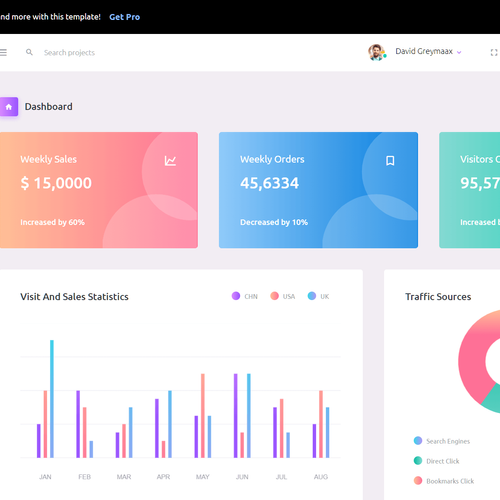 nd more with this template! Get Pro
Search projects
David Greymaax
Dashboard
Weekly Sales
$ 15,0000
Increased by 60%
Weekly Orders
45,6334
Decreased by 10%
Visitors O
95,57
Increased b
Visit And Sales Statistics
CHN USA UK
JAN FEB MAR APR MAY JUN JUL AUG
Traffic Sources
Search Engines
Direct Click
Bookmarks Click